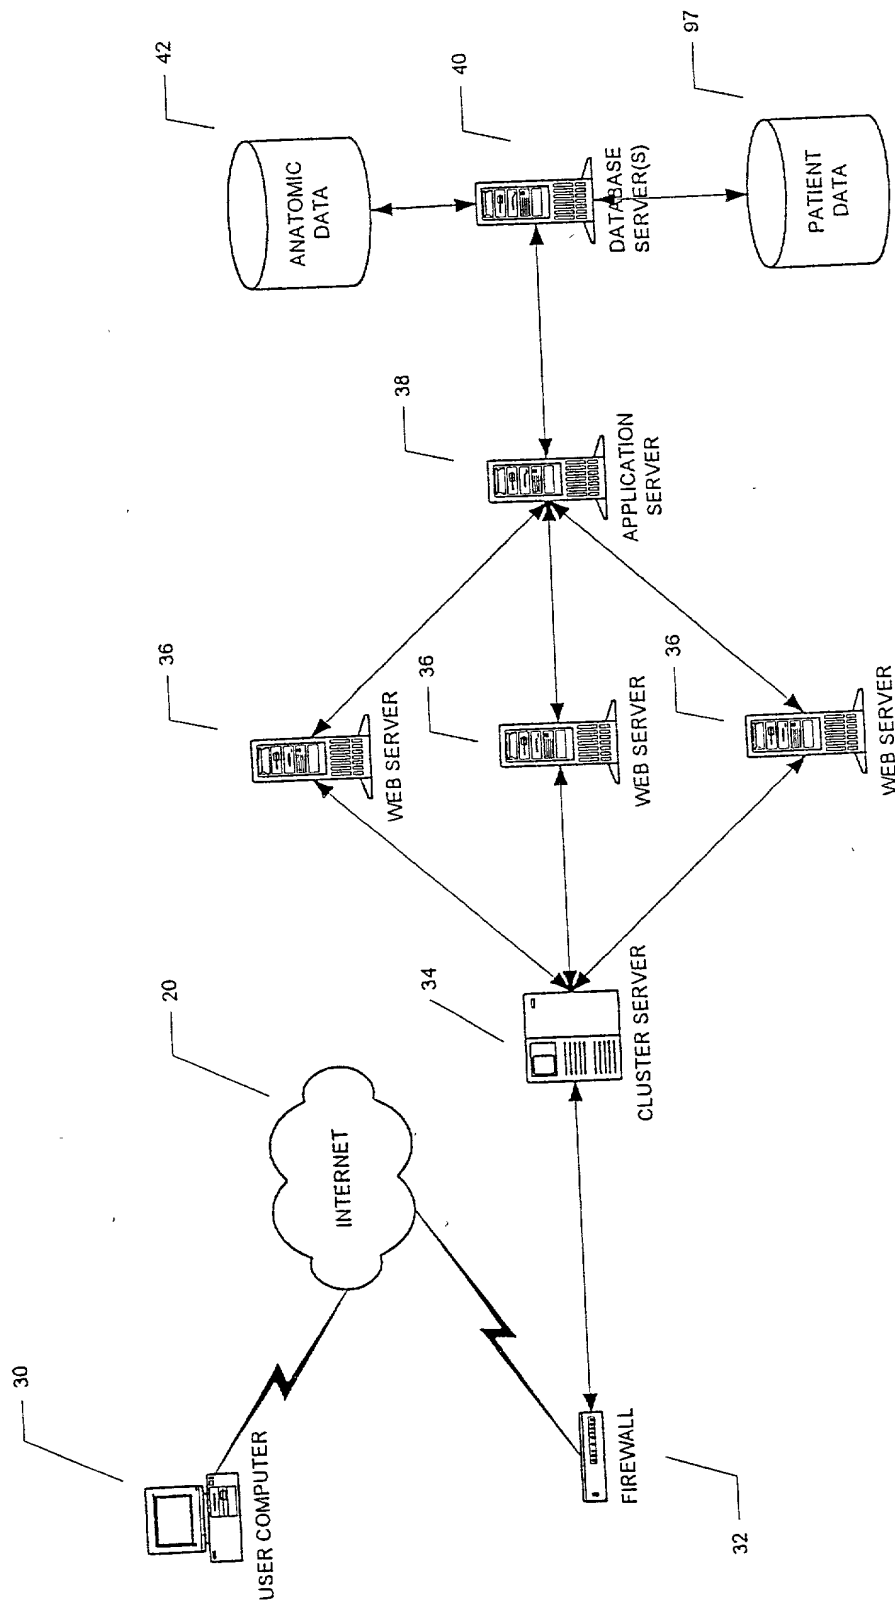 30
USER COMPUTER
20
INTERNET
32
FIREWALL
34
CLUSTER SERVER
36
WEB SERVER
36
WEB SERVER
36
WEB SERVER
38
APPLICATION
SERVER
40
DATABASE
SERVER(S)
42
ANATOMIC
DATA
97
PATIENT
DATA